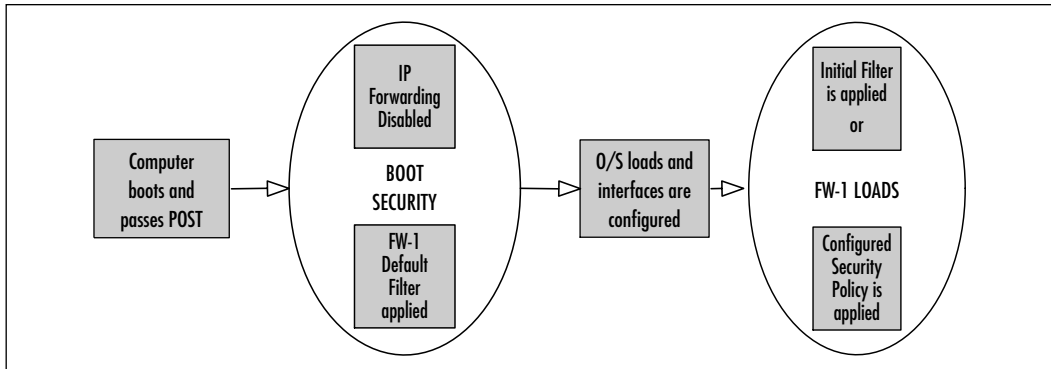 Computer
boots and
passes POST
IP
Forwarding
Disabled
BOOT
SECURITY
FW-1
Default
Filter
applied
O/S loads and
interfaces are
configured
Initial Filter
is applied
or
FW-1 LOADS
Configured
Security
Policy is
applied